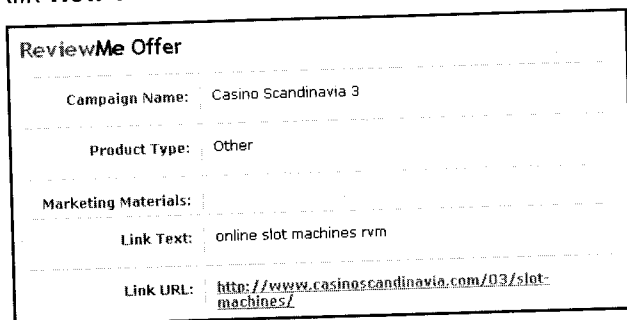 ReviewMe Offer
Campaign Name: Casino Scandinavia 3
Product Type: Other
Marketing Materials:
Link Text: online slot machines rvm
Link URL: http://www.casinoscandinavia.com/03/slot-
machines/